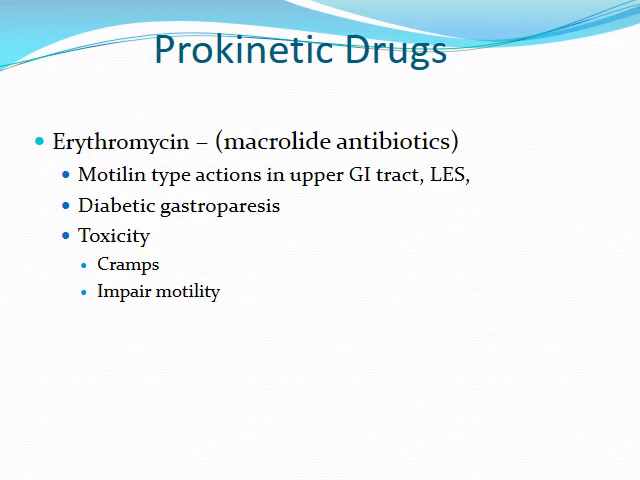 Prokinetic Drugs
• Erythromycin – (macrolide antibiotics)
• Motilin type actions in upper GI tract, LES,
• Diabetic gastroparesis
• Toxicity
• Cramps
• Impair motility